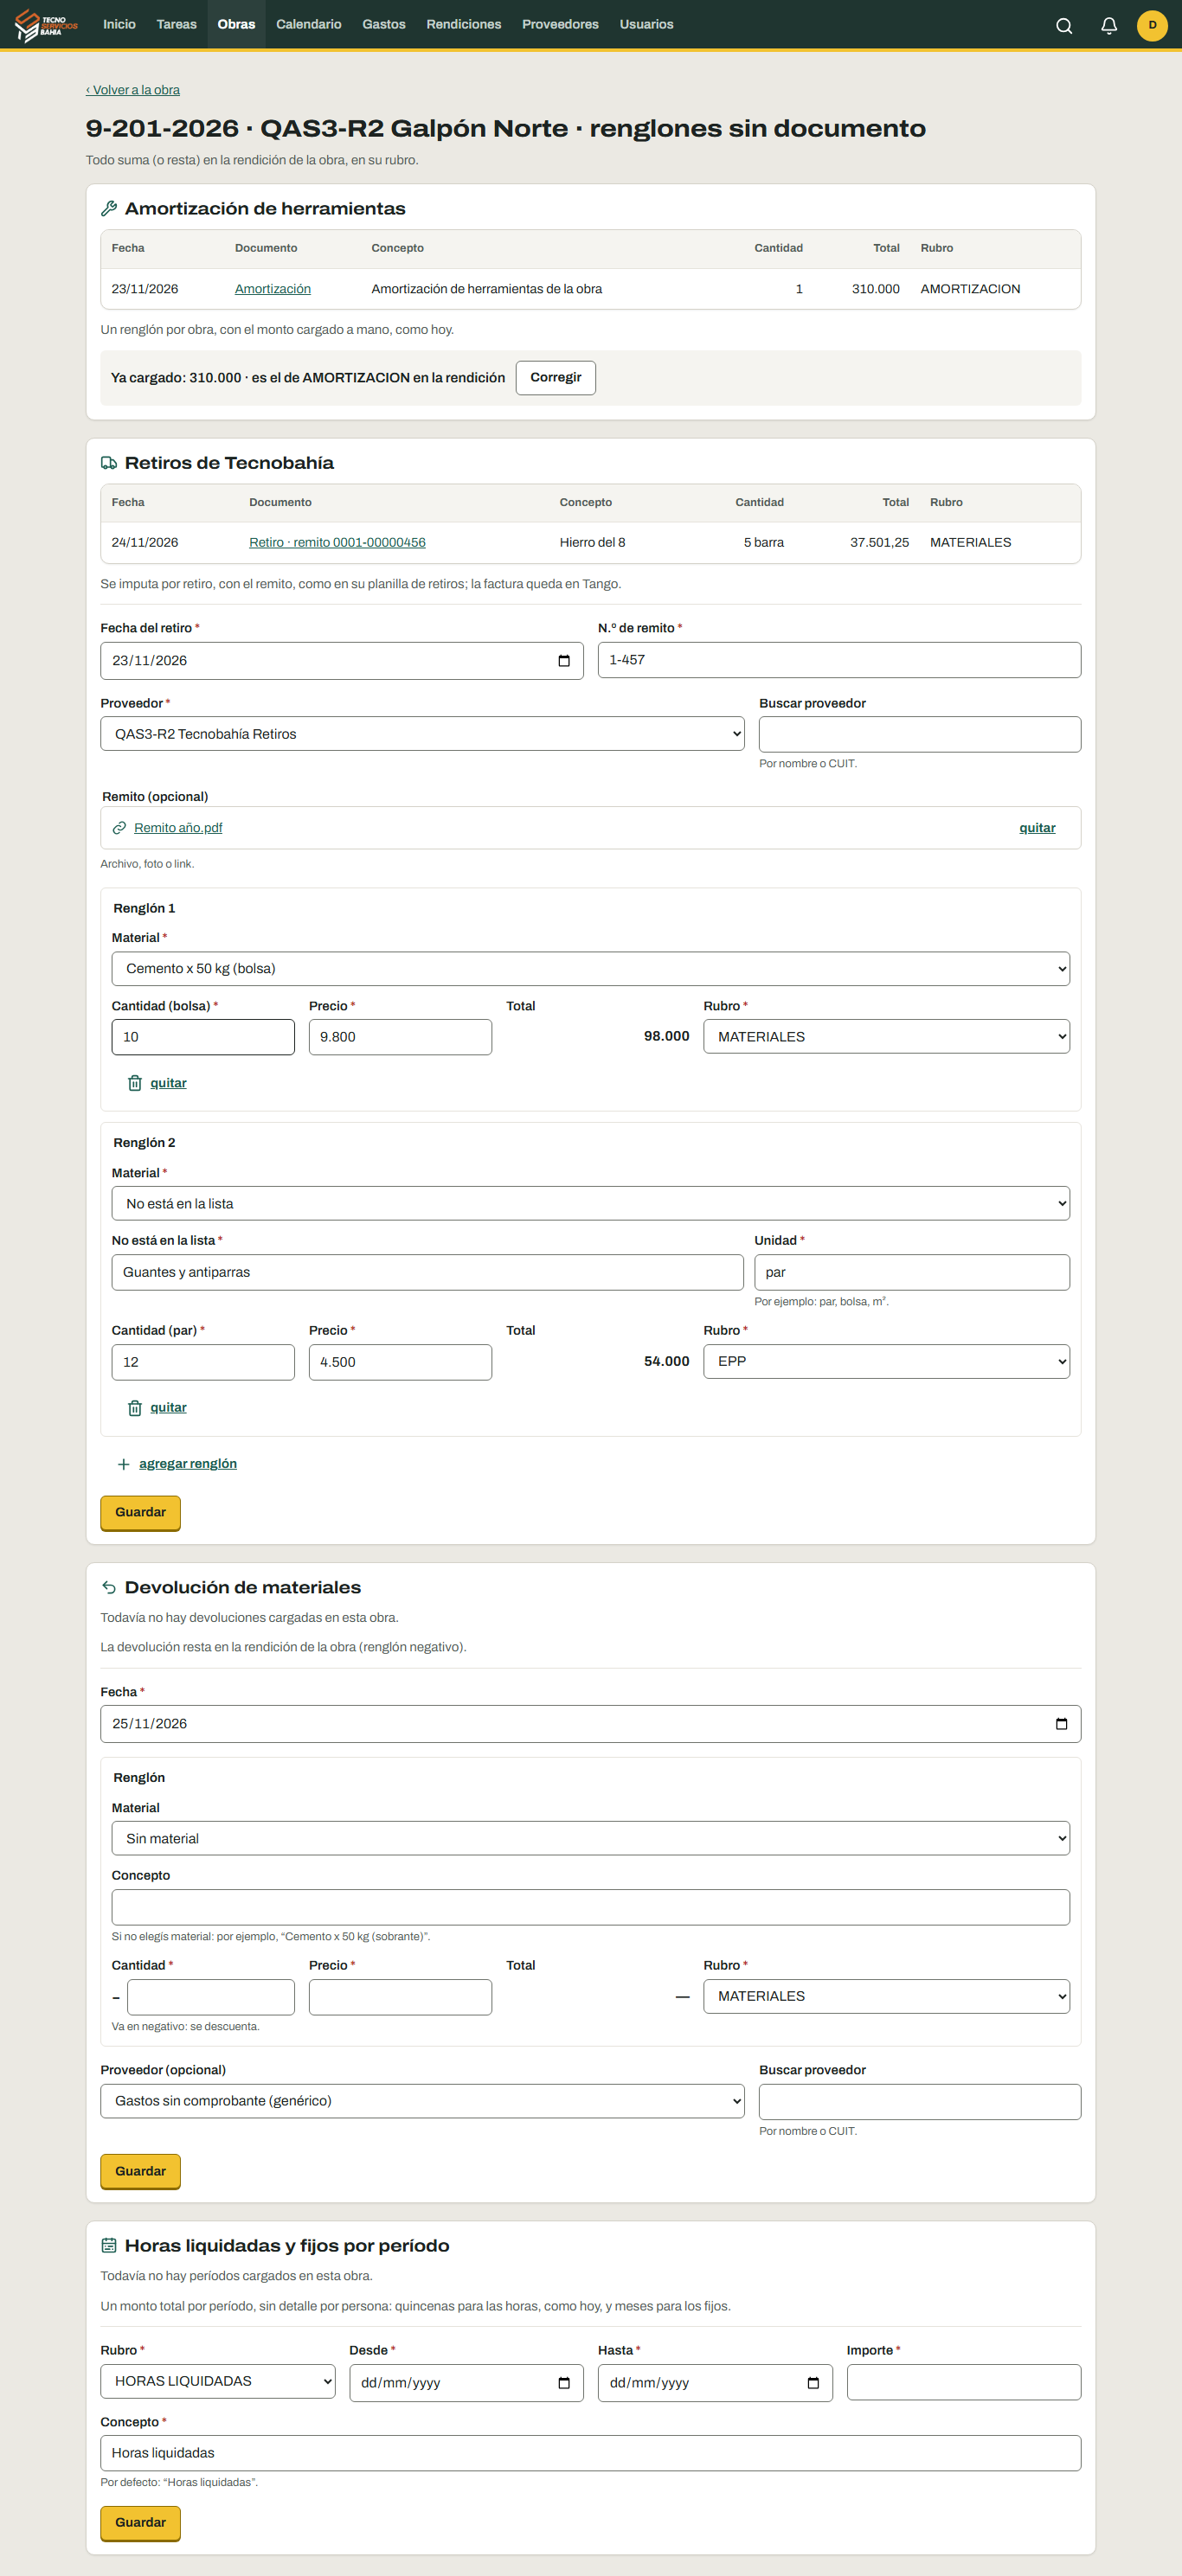 TECNO SERVICIOS BAHIA
Inicio Tareas Obras Calendario Gastos Rendiciones Proveedores Usuarios D
‹ Volver a la obra
9-201-2026 · QAS3-R2 Galpón Norte · renglones sin documento
Todo suma (o resta) en la rendición de la obra, en su rubro.
Amortización de herramientas
Fecha Documento Concepto Cantidad Total Rubro
23/11/2026 Amortización Amortización de herramientas de la obra 1 310.000 AMORTIZACION
Un renglón por obra, con el monto cargado a mano, como hoy.
Ya cargado: 310.000 · es el de AMORTIZACION en la rendición Corregir
Retiros de Tecnobahía
Fecha Documento Concepto Cantidad Total Rubro
24/11/2026 Retiro · remito 0001-00000456 Hierro del 8 5 barra 37.501,25 MATERIALES
Se imputa por retiro, con el remito, como en su planilla de retiros; la factura queda en Tango.
Fecha del retiro * N.º de remito *
23/11/2026 1-457
Proveedor * Buscar proveedor
QAS3-R2 Tecnobahía Retiros
Por nombre o CUIT.
Remito (opcional)
Remito año.pdf quitar
Archivo, foto o link.
Renglón 1
Material *
Cemento x 50 kg (bolsa)
Cantidad (bolsa) * Precio * Total Rubro *
10 9.800 98.000 MATERIALES
quitar
Renglón 2
Material *
No está en la lista
No está en la lista * Unidad *
Guantes y antiparras par
Por ejemplo: par, bolsa, m³.
Cantidad (par) * Precio * Total Rubro *
12 4.500 54.000 EPP
quitar
agregar renglón
Guardar
Devolución de materiales
Todavía no hay devoluciones cargadas en esta obra.
La devolución resta en la rendición de la obra (renglón negativo).
Fecha *
25/11/2026
Renglón
Material
Sin material
Concepto
Si no elegís material: por ejemplo, “Cemento x 50 kg (sobrante)”.
Cantidad * Precio * Total Rubro *
– — MATERIALES
Va en negativo: se descuenta.
Proveedor (opcional) Buscar proveedor
Gastos sin comprobante (genérico)
Por nombre o CUIT.
Guardar
Horas liquidadas y fijos por período
Todavía no hay períodos cargados en esta obra.
Un monto total por período, sin detalle por persona: quincenas para las horas, como hoy, y meses para los fijos.
Rubro * Desde * Hasta * Importe *
HORAS LIQUIDADAS dd/mm/yyyy dd/mm/yyyy
Concepto *
Horas liquidadas
Por defecto: “Horas liquidadas”.
Guardar